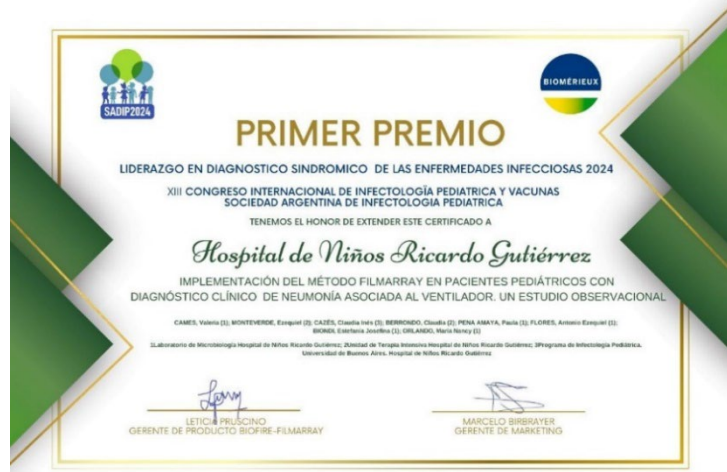 SADIP2024
BIOMÉRIEUX
PRIMER PREMIO
LIDERAZGO EN DIAGNOSTICO SINDROMICO DE LAS ENFERMEDADES INFECCIOSAS 2024
XIII CONGRESO INTERNACIONAL DE INFECTOLOGÏA PEDIATRICA Y VACUNAS
SOCIEDAD ARGENTINA DE INFECTOLOGIA PEDIATRICA
TENEMOS EL HONOR DE EXTENDER ESTE CERTIFICADO A
Hospital de Niños Ricardo Gutiérrez
IMPLEMENTACIÓN DEL MÉTODO FILMARRAY EN PACIENTES PEDIÁTRICOS CON
DIAGNÓSTICO CLÍNICO DE NEUMONÍA ASOCIADA AL VENTILADOR. UN ESTUDIO OBSERVACIONAL
CAMES, Valeria (1); MONTEVERDE, Ezequiel (2); CAZÉS, Claudia Inés (3); BERRONDO, Claudia (2); PENA AMAYA, Paula (1); FLORES, Antonio Ezequiel (1);
BIONDI, Estefanía Josefina (1); ORLANDO, María Nancy (1)
1Laboratorio de Microbiología Hospital de Niños Ricardo Gutiérrez; 2Unidad de Terapia Intensiva Hospital de Niños Ricardo Gutiérrez; 3Programa de Infectología Pediátrica.
Universidad de Buenos Aires. Hospital de Niños Ricardo Gutiérrez
LETICIA PRUSCINO
GERENTE DE PRODUCTO BIOFIRE-FILMARRAY
MARCELO BIRBRAYER
GERENTE DE MARKETING